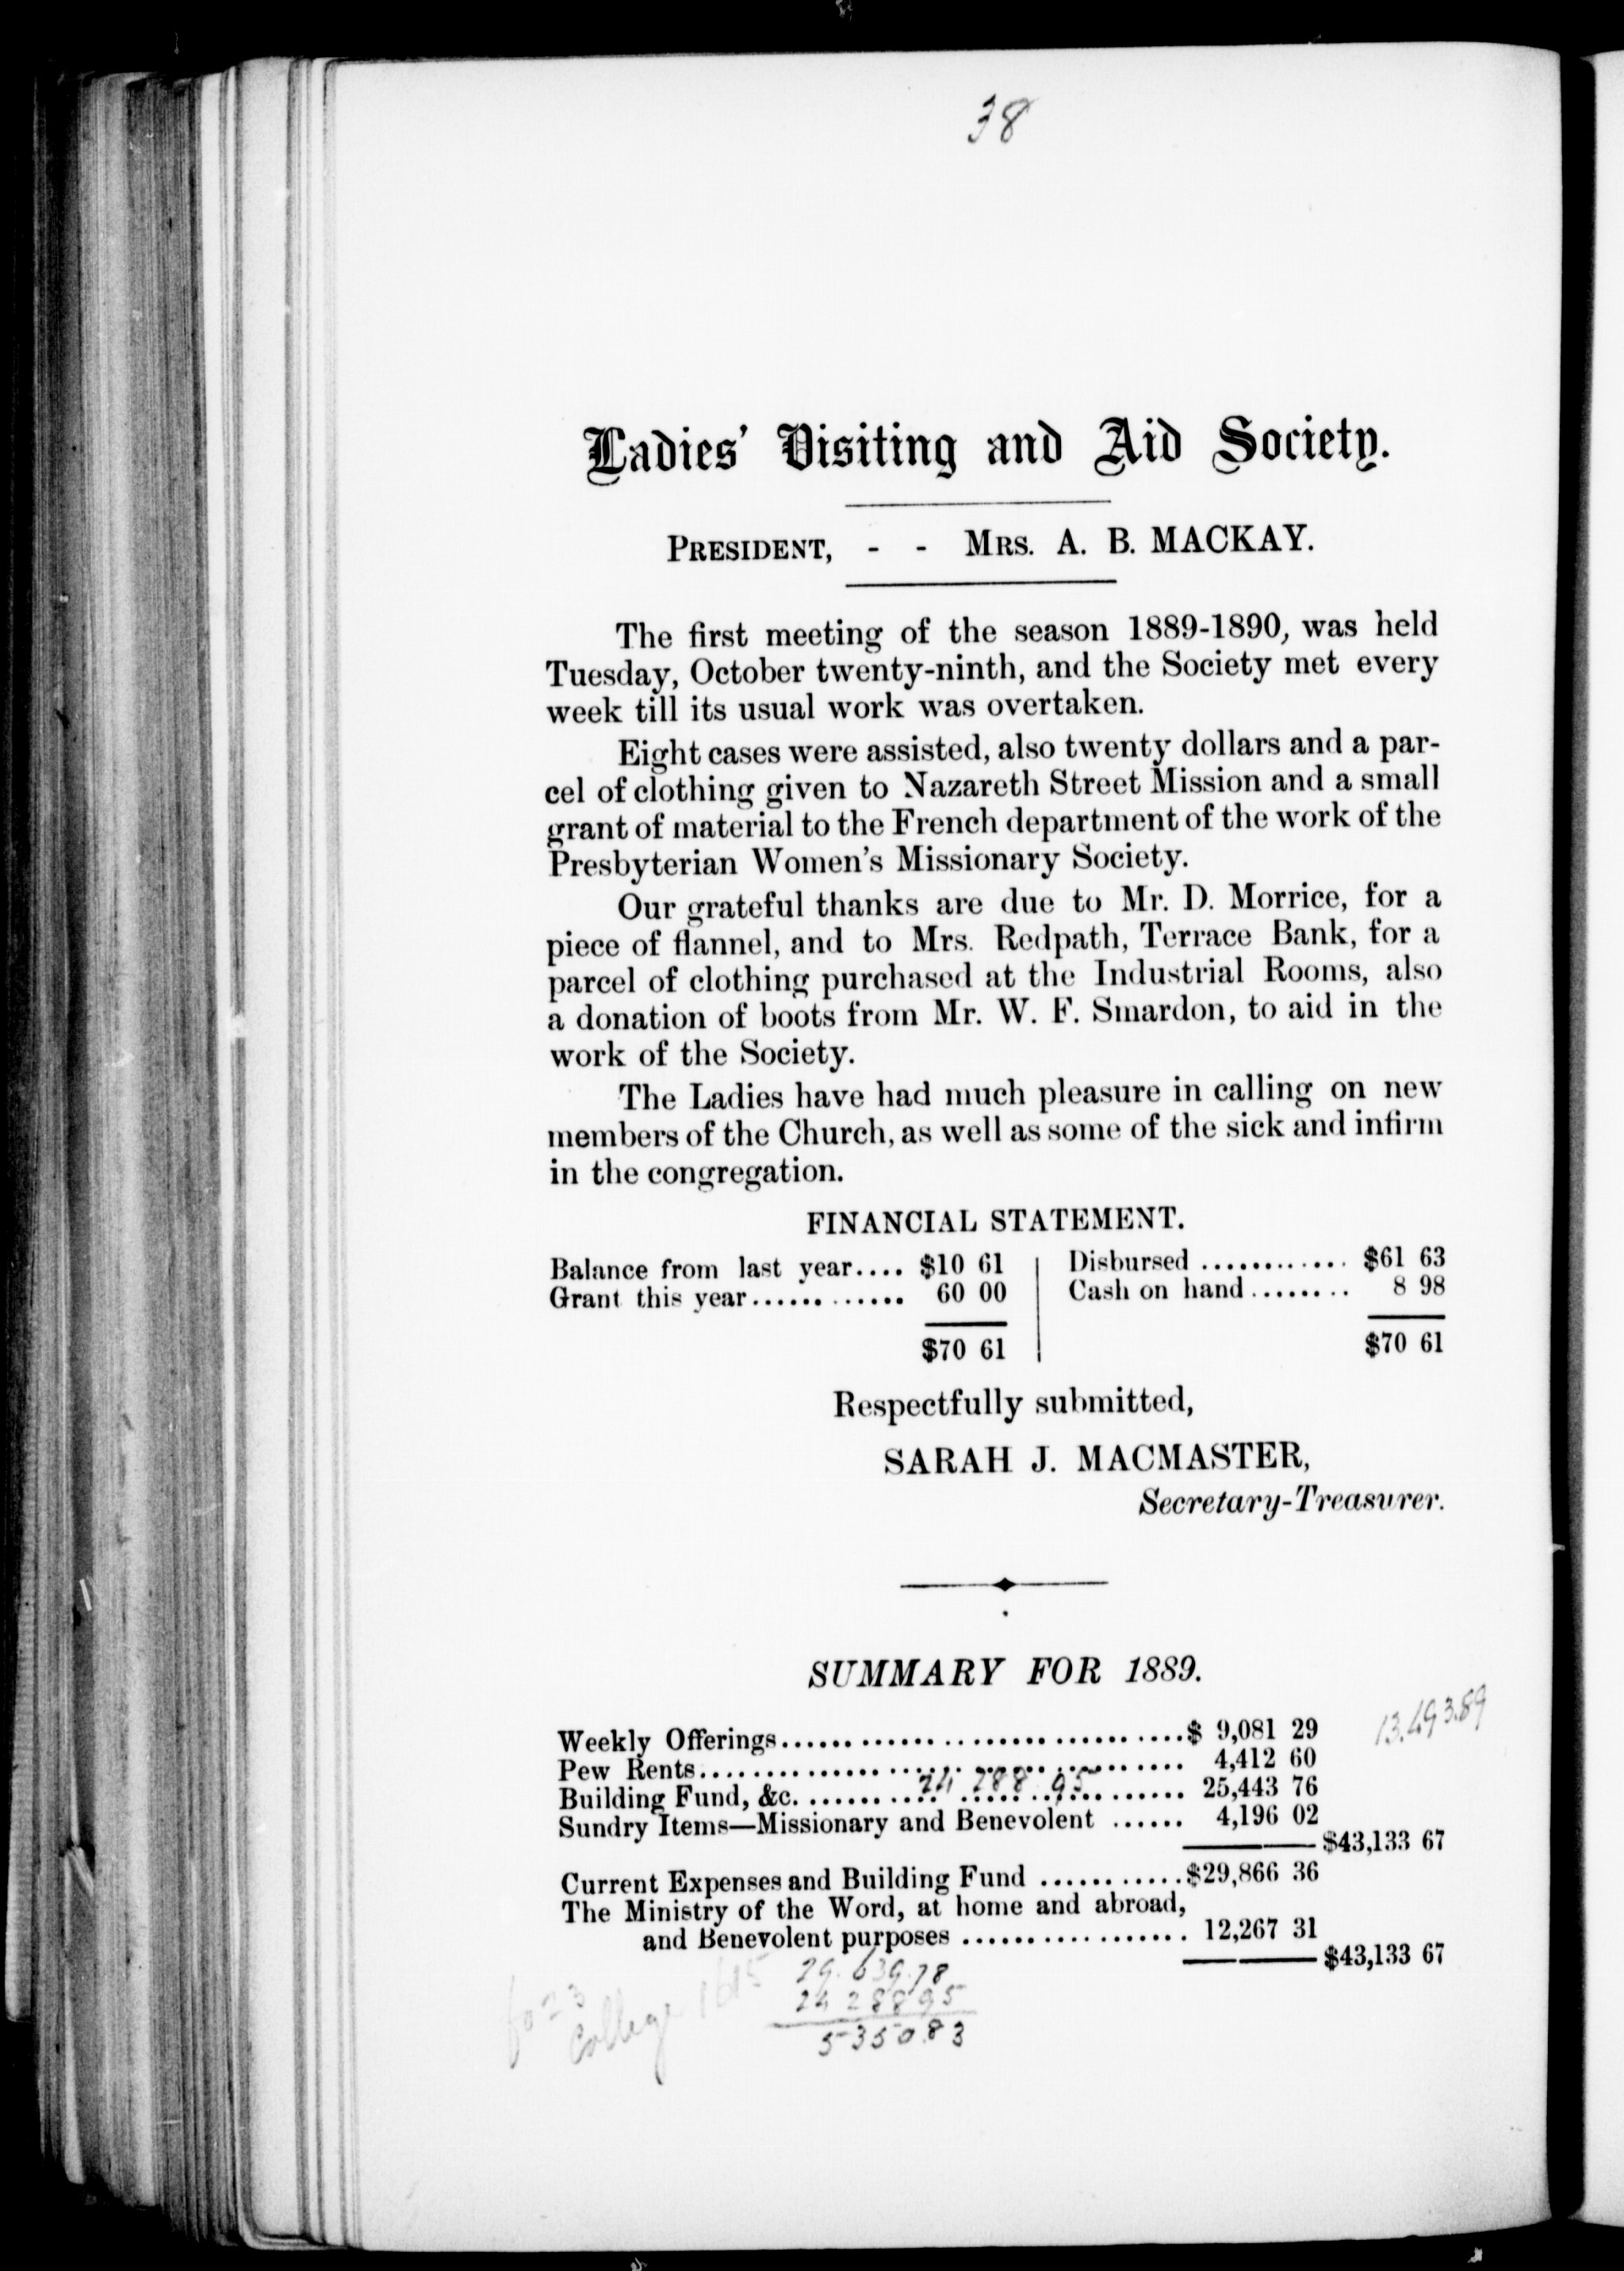 38
Ladies' Visiting and Aid Society.
PRESIDENT, - - MRS. A. B. MACKAY.
The first meeting of the season 1889-1890, was held
Tuesday, October twenty-ninth, and the Society met every
week till its usual work was overtaken.
Eight cases were assisted, also twenty dollars and a par-
cel of clothing given to Nazareth Street Mission and a small
grant of material to the French department of the work of the
Presbyterian Women's Missionary Society.
Our grateful thanks are due to Mr. D. Morrice, for a
piece of flannel, and to Mrs. Redpath, Terrace Bank, for a
parcel of clothing purchased at the Industrial Rooms, also
a donation of boots from Mr. W. F. Smardon, to aid in the
work of the Society.
The Ladies have had much pleasure in calling on new
members of the Church, as well as some of the sick and infirm
in the congregation.
FINANCIAL STATEMENT.
Balance from last year.... $10 61 | Disbursed ............. $61 63
Grant this year............ 60 00 | Cash on hand........ 8 98
$70 61 | $70 61
Respectfully submitted,
SARAH J. MACMASTER,
Secretary-Treasurer.
SUMMARY FOR 1889.
13.493.89
Weekly Offerings....................................$ 9,081 29
Pew Rents.......................................... 4,412 60
24 288 95
Building Fund, &c. ................................ 25,443 76
Sundry Items—Missionary and Benevolent ...... 4,196 02
$43,133 67
Current Expenses and Building Fund ...........$29,866 36
The Ministry of the Word, at home and abroad,
and Benevolent purposes .................. 12,267 31
$43,133 67
29.639.78
24 288 95
5350.83
College